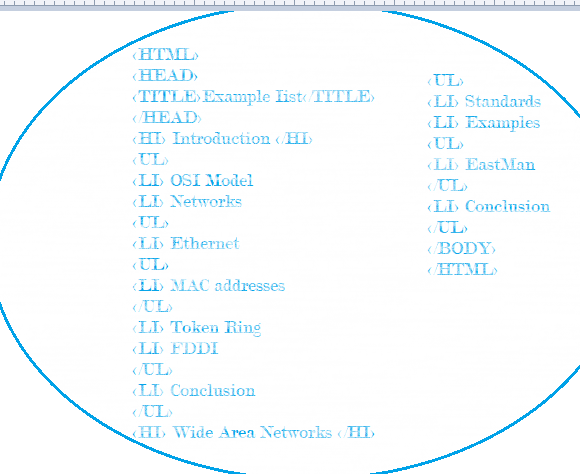 <HTML>
<HEAD>
<TITLE>Example list</TITLE>
</HEAD>
<H1> Introduction </H1>
<UL>
<LI> OSI Model
<LI> Networks
<UL>
<LI> Ethernet
<UL>
<LI> MAC addresses
</UL>
<LI> Token Ring
<LI> FDDI
</UL>
<LI> Conclusion
</UL>
<H1> Wide Area Networks </H1>
<UL>
<LI> Standards
<LI> Examples
<UL>
<LI> EastMan
</UL>
<LI> Conclusion
</UL>
</BODY>
</HTML>